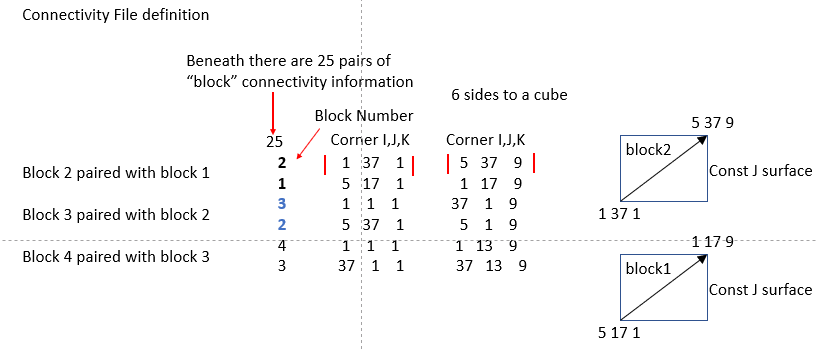 Connectivity File definition
Beneath there are 25 pairs of
“block” connectivity information
6 sides to a cube
Block Number
25 Corner I,J,K Corner I,J,K
Block 2 paired with block 1
2 1 37 1 5 37 9
1 5 17 1 1 17 9
Block 3 paired with block 2
3 1 1 1 37 1 9
2 5 37 1 5 1 9
Block 4 paired with block 3
4 1 1 1 1 13 9
3 37 1 1 37 13 9
5 37 9
block2
Const J surface
1 37 1
1 17 9
block1
Const J surface
5 17 1